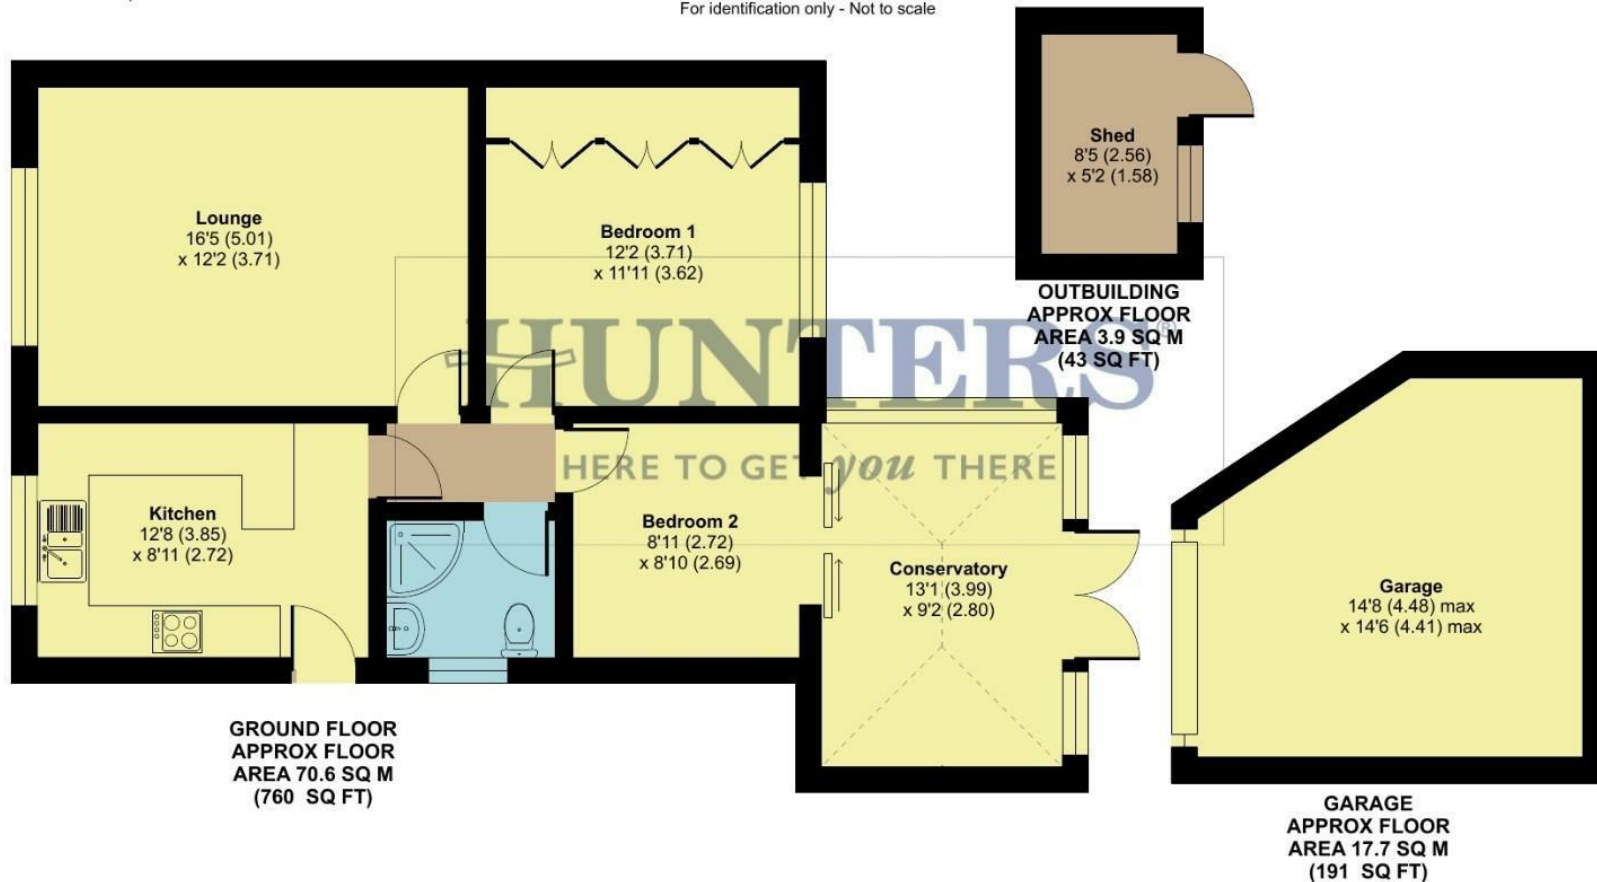 For identification only - Not to scale
Lounge
16'5 (5.01)
x 12'2 (3.71)
Bedroom 1
12'2 (3.71)
x 11'11 (3.62)
Shed
8'5 (2.56)
x 5'2 (1.58)
OUTBUILDING
APPROX FLOOR
AREA 3.9 SQ M
(43 SQ FT)
HUNTERS®
HERE TO GET you THERE
Kitchen
12'8 (3.85)
x 8'11 (2.72)
Bedroom 2
8'11 (2.72)
x 8'10 (2.69)
Conservatory
13'1 (3.99)
x 9'2 (2.80)
Garage
14'8 (4.48) max
x 14'6 (4.41) max
GROUND FLOOR
APPROX FLOOR
AREA 70.6 SQ M
(760 SQ FT)
GARAGE
APPROX FLOOR
AREA 17.7 SQ M
(191 SQ FT)